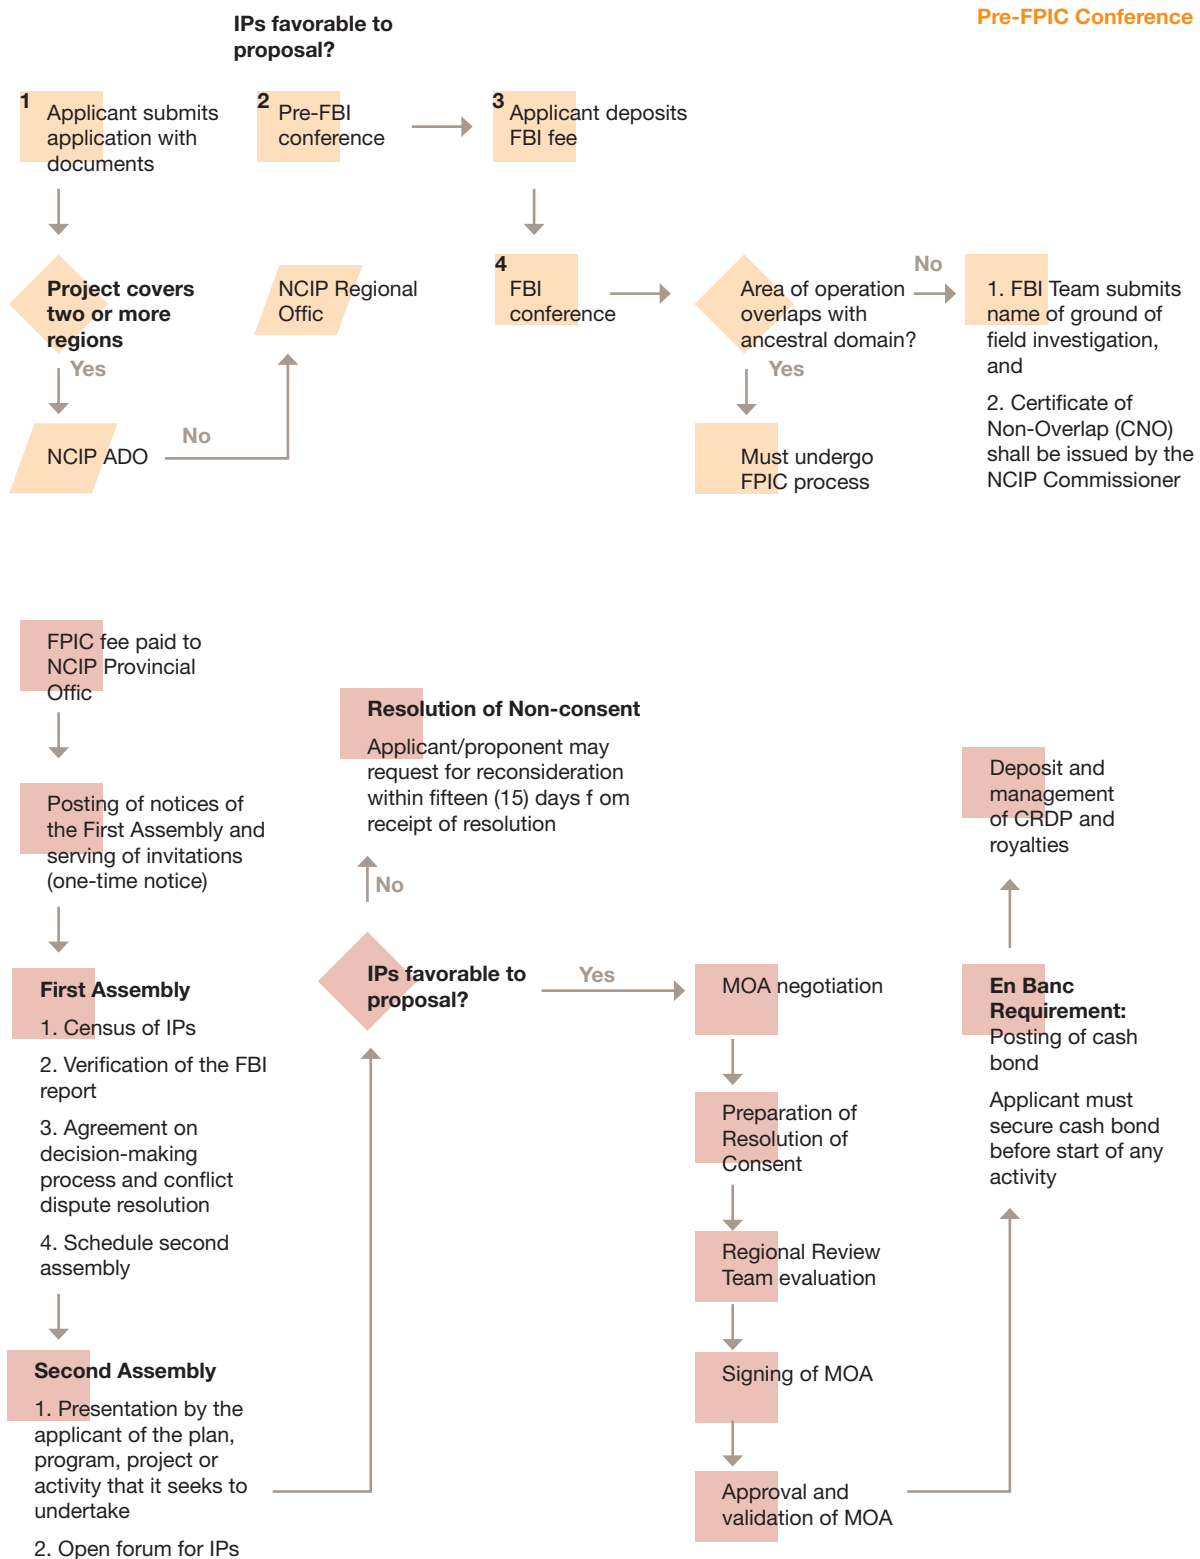 IPs favorable to
proposal?
Pre-FPIC Conference
1
Applicant submits
application with
documents
2
Pre-FBI
conference
3
Applicant deposits
FBI fee
Project covers
two or more
regions
Yes
NCIP ADO
No
NCIP Regional
Offic
4
FBI
conference
Area of operation
overlaps with
ancestral domain?
No
Yes
Must undergo
FPIC process
1. FBI Team submits
name of ground of
field investigation,
and
2. Certificate of
Non-Overlap (CNO)
shall be issued by the
NCIP Commissioner
FPIC fee paid to
NCIP Provincial
Offic
Posting of notices of
the First Assembly and
serving of invitations
(one-time notice)
First Assembly
1. Census of IPs
2. Verification of the FBI
report
3. Agreement on
decision-making
process and conflict
dispute resolution
4. Schedule second
assembly
Second Assembly
1. Presentation by the
applicant of the plan,
program, project or
activity that it seeks to
undertake
2. Open forum for IPs
Resolution of Non-consent
Applicant/proponent may
request for reconsideration
within fifteen (15) days f om
receipt of resolution
No
IPs favorable to
proposal?
Yes
MOA negotiation
Preparation of
Resolution of
Consent
Regional Review
Team evaluation
Signing of MOA
Approval and
validation of MOA
Deposit and
management
of CRDP and
royalties
En Banc
Requirement:
Posting of cash
bond
Applicant must
secure cash bond
before start of any
activity